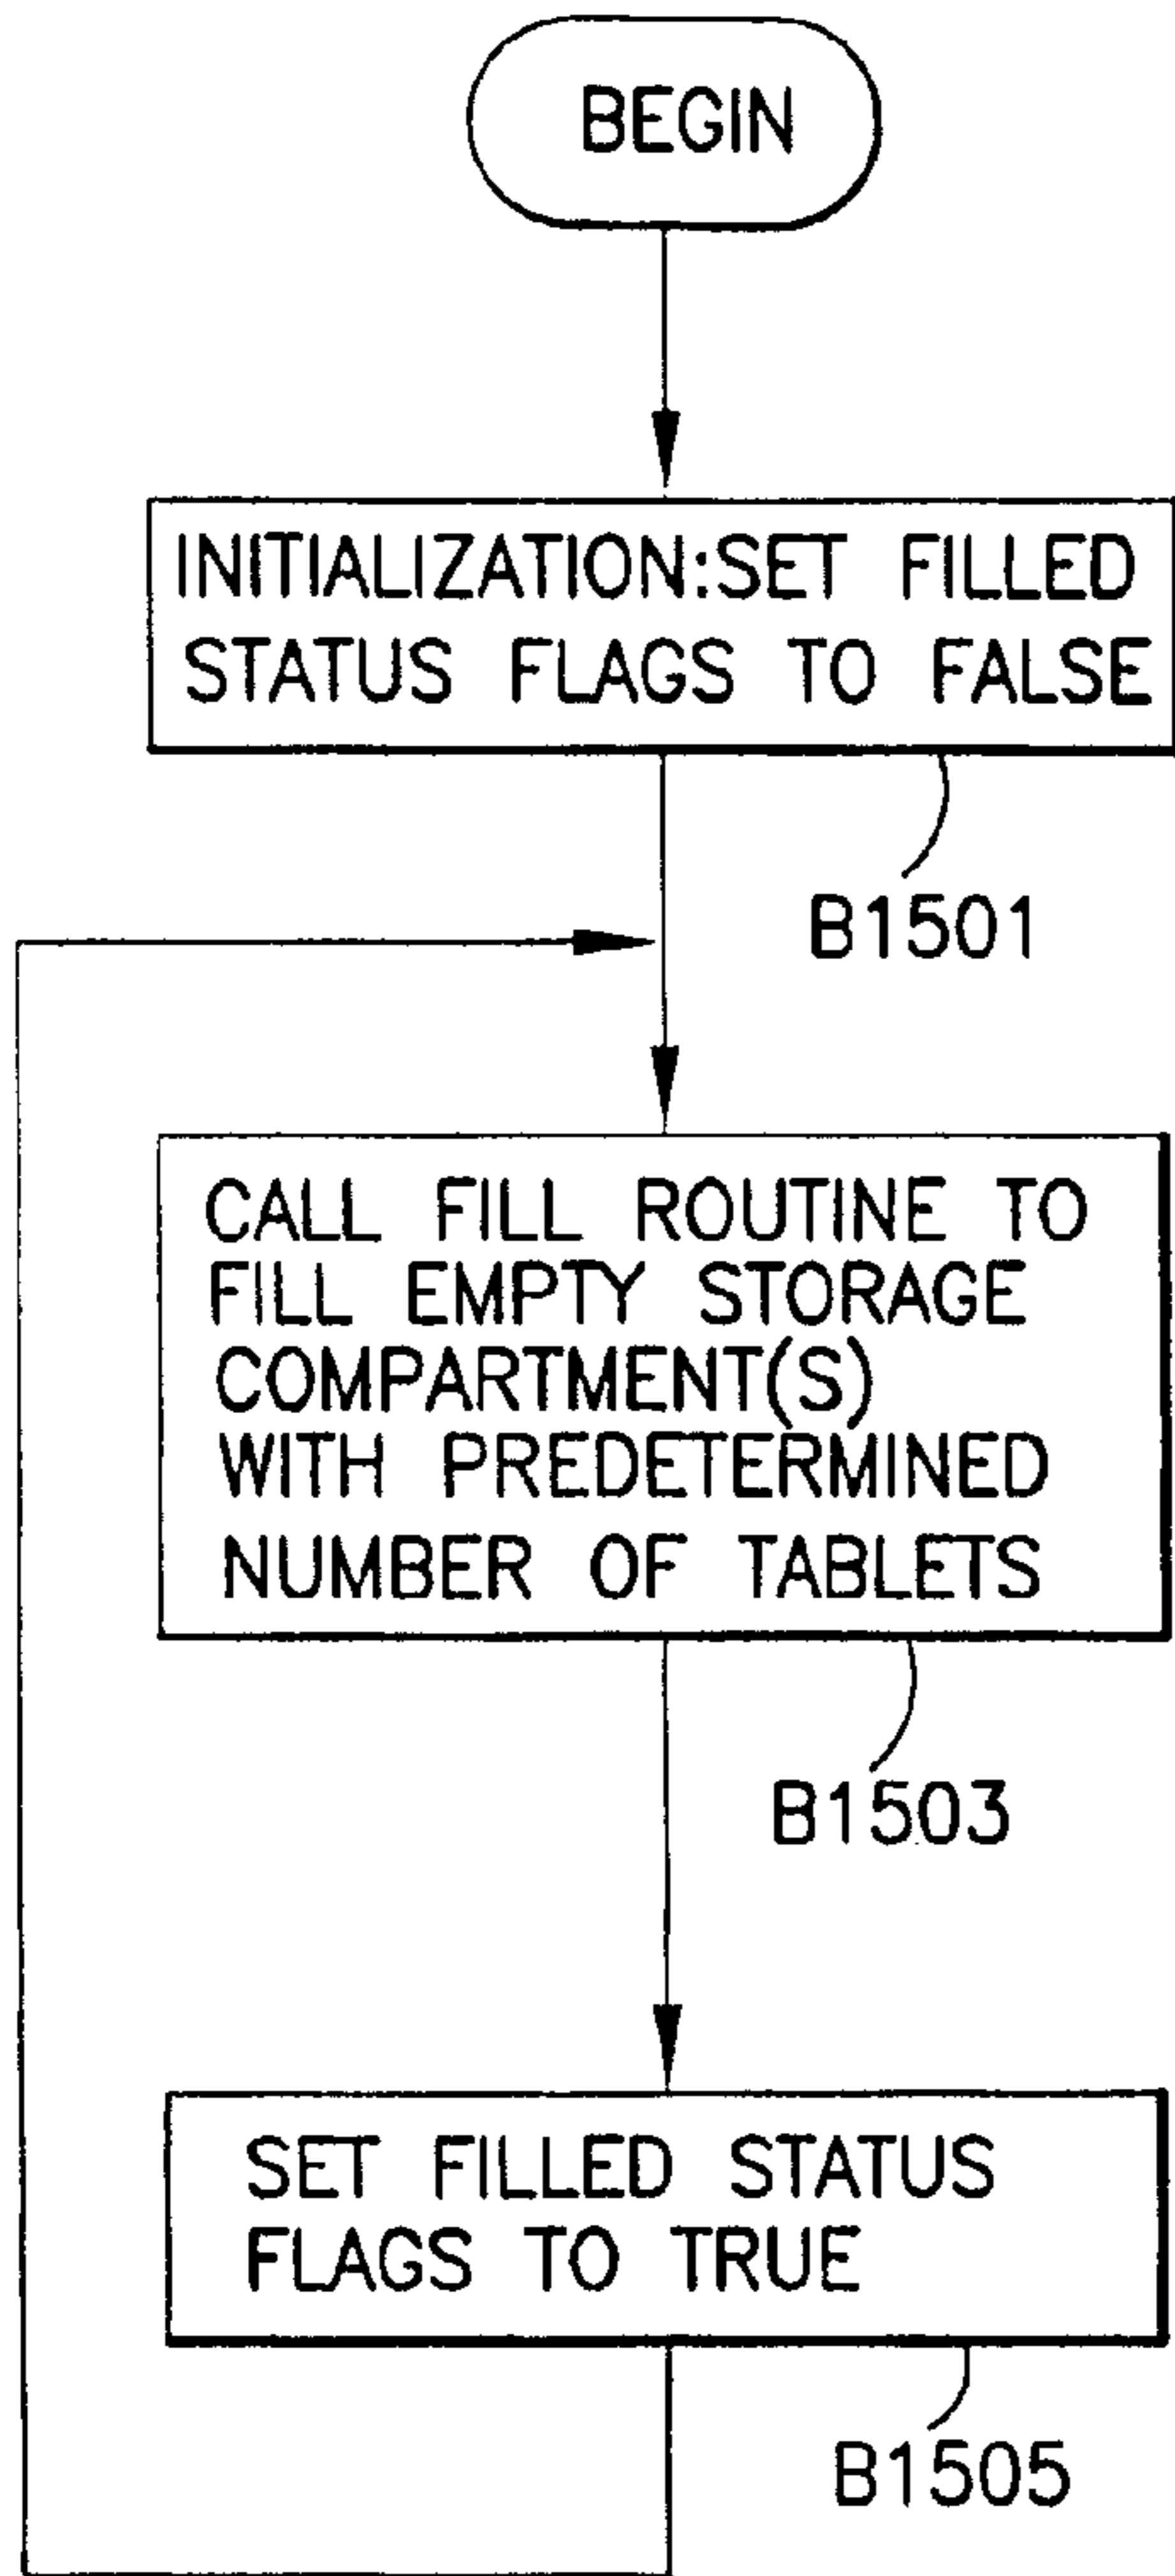 BEGIN
INITIALIZATION:SET FILLED
STATUS FLAGS TO FALSE
B1501
CALL FILL ROUTINE TO
FILL EMPTY STORAGE
COMPARTMENT(S)
WITH PREDETERMINED
NUMBER OF TABLETS
B1503
SET FILLED STATUS
FLAGS TO TRUE
B1505